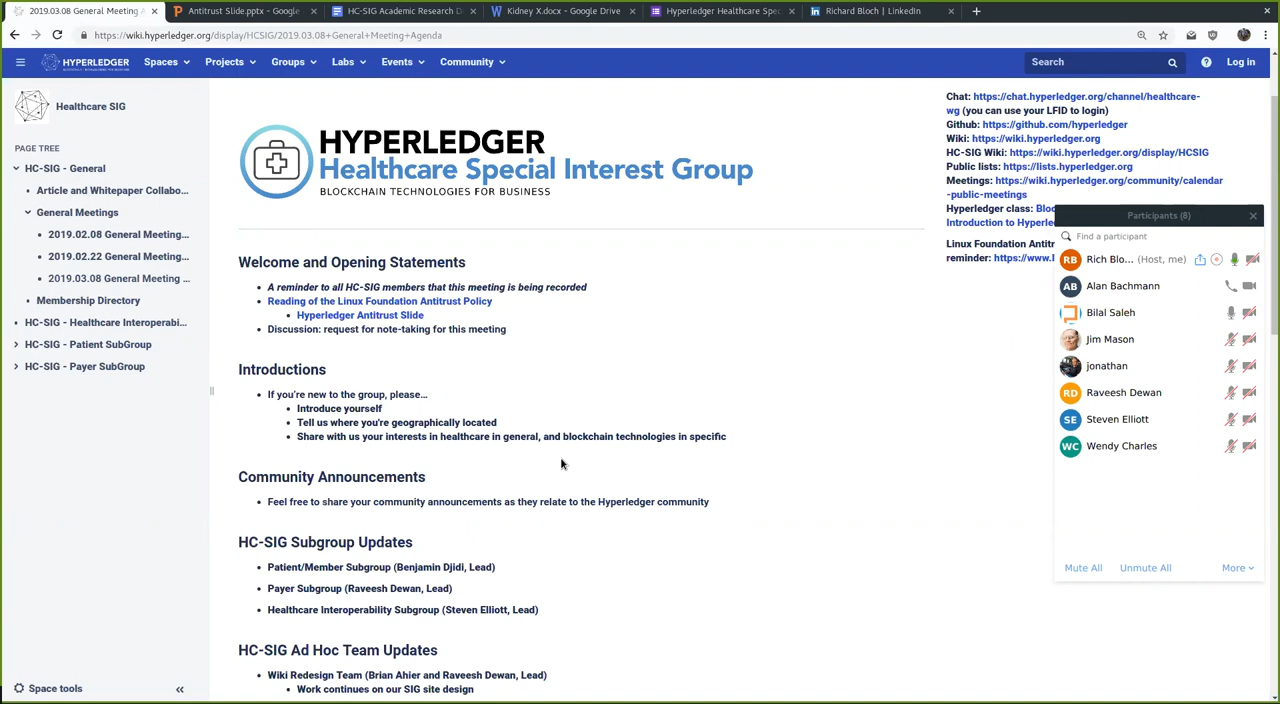 2019.03.08 General Meeting A
Antitrust Slide.pptx - Google
HC-SIG Academic Research D
Kidney X.docx - Google Drive
Hyperledger Healthcare Spec
Richard Bloch | LinkedIn
https://wiki.hyperledger.org/display/HCSIG/2019.03.08+General+Meeting+Agenda
HYPERLEDGER
Spaces
Projects
Groups
Labs
Events
Community
Search
Log in
Healthcare SIG
PAGE TREE
HC-SIG - General
Article and Whitepaper Collabo...
General Meetings
2019.02.08 General Meeting...
2019.02.22 General Meeting...
2019.03.08 General Meeting ...
Membership Directory
HC-SIG - Healthcare Interoperabi...
HC-SIG - Patient SubGroup
HC-SIG - Payer SubGroup
Space tools
HYPERLEDGER
Healthcare Special Interest Group
BLOCKCHAIN TECHNOLOGIES FOR BUSINESS
Welcome and Opening Statements
A reminder to all HC-SIG members that this meeting is being recorded
Reading of the Linux Foundation Antitrust Policy
Hyperledger Antitrust Slide
Discussion: request for note-taking for this meeting
Introductions
If you're new to the group, please...
Introduce yourself
Tell us where you're geographically located
Share with us your interests in healthcare in general, and blockchain technologies in specific
Community Announcements
Feel free to share your community announcements as they relate to the Hyperledger community
HC-SIG Subgroup Updates
Patient/Member Subgroup (Benjamin Djidi, Lead)
Payer Subgroup (Raveesh Dewan, Lead)
Healthcare Interoperability Subgroup (Steven Elliott, Lead)
HC-SIG Ad Hoc Team Updates
Wiki Redesign Team (Brian Ahier and Raveesh Dewan, Lead)
Work continues on our SIG site design
Chat: https://chat.hyperledger.org/channel/healthcare-
wg (you can use your LFID to login)
Github: https://github.com/hyperledger
Wiki: https://wiki.hyperledger.org
HC-SIG Wiki: https://wiki.hyperledger.org/display/HCSIG
Public lists: https://lists.hyperledger.org
Meetings: https://wiki.hyperledger.org/community/calendar
-public-meetings
Hyperledger class: Bloc
Introduction to Hyperle
Linux Foundation Antitr
reminder: https://www.l
Participants (8)
Find a participant
RB Rich Blo... (Host, me)
AB Alan Bachmann
Bilal Saleh
Jim Mason
jonathan
RD Raveesh Dewan
SE Steven Elliott
WC Wendy Charles
Mute All
Unmute All
More